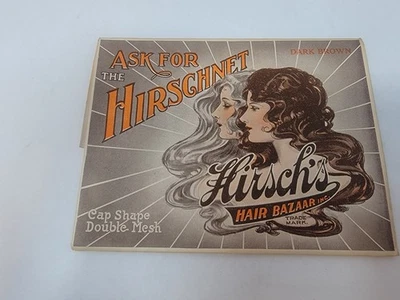 ASK FOR
THE
HIRSCHNET
DARK BROWN
Hirsch's
HAIR BAZAAR INC.
TRADE
MARK
Cap Shape
Double Mesh